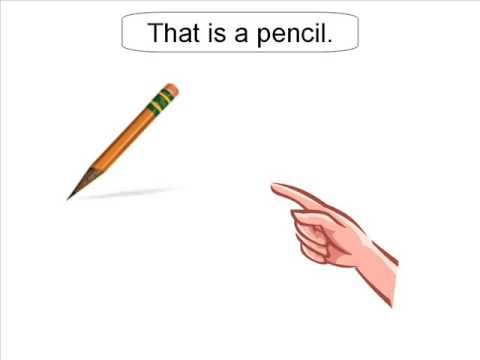 That is a pencil.